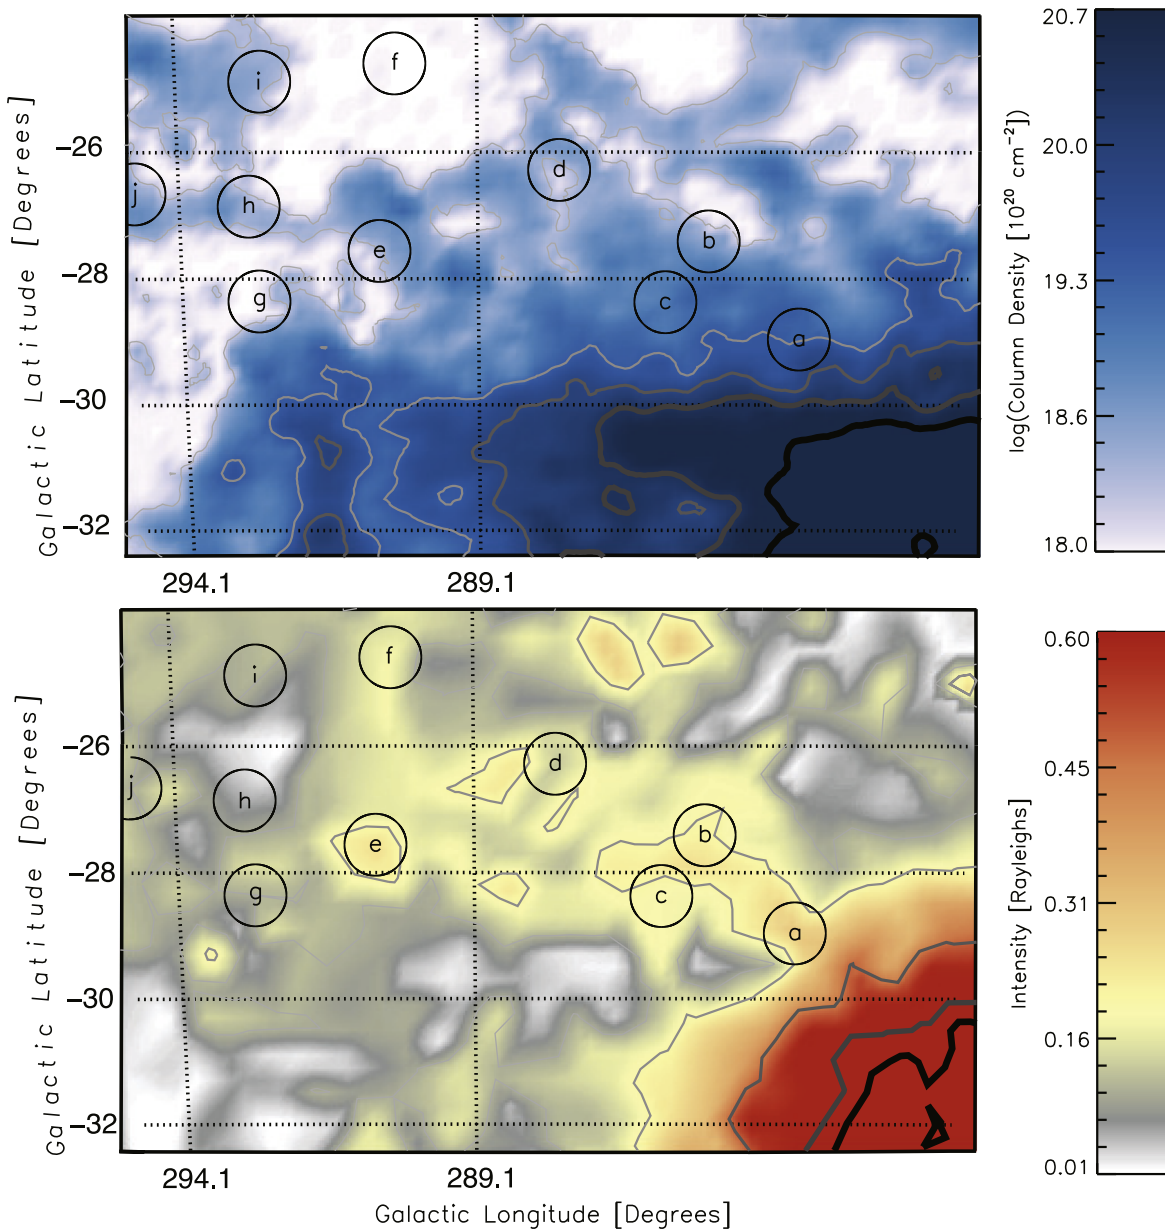 20.7
i
f
−26
20.0
d
j
h
b
e
−28
19.3
g
c
a
−30
18.6
−32
18.0
294.1
289.1
Galactic Latitude [Degrees]
log(Column Density [10²⁰ cm⁻²])
0.60
f
i
−26
0.45
d
j
h
b
e
−28
g
c
0.31
a
−30
0.16
−32
0.01
294.1
289.1
Galactic Latitude [Degrees]
Intensity [Rayleighs]
Galactic Longitude [Degrees]